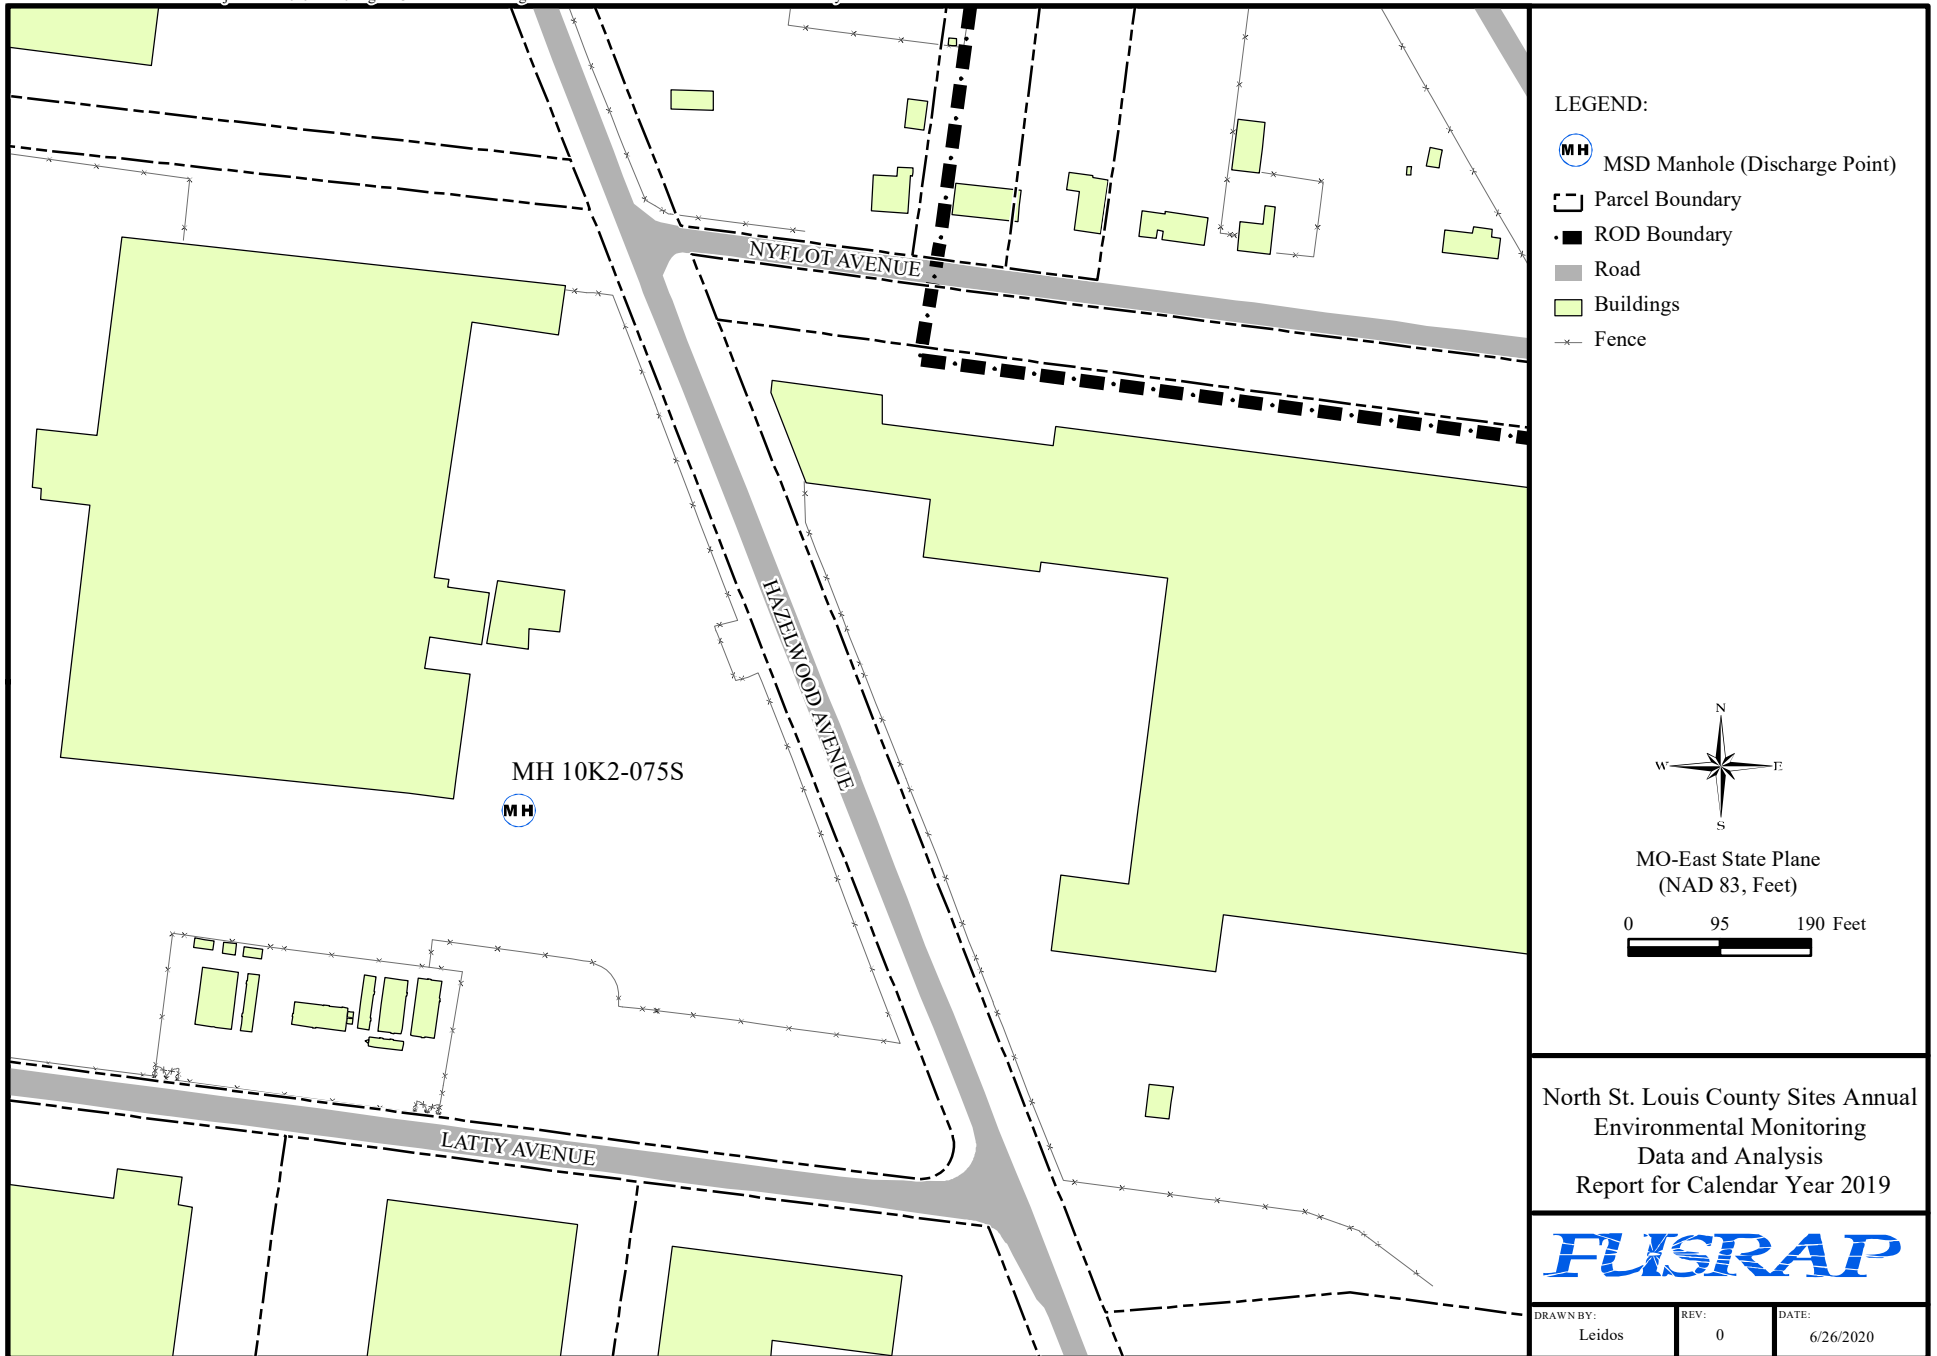 NYFLOT AVENUE
HAZELWOOD AVENUE
MH 10K2-075S
MH
LATTY AVENUE
LEGEND:
MH MSD Manhole (Discharge Point)
Parcel Boundary
ROD Boundary
Road
Buildings
Fence
N
W E
S
MO-East State Plane
(NAD 83, Feet)
0 95 190 Feet
North St. Louis County Sites Annual
Environmental Monitoring
Data and Analysis
Report for Calendar Year 2019
FUSRAP
DRAWN BY: REV: DATE:
Leidos 0 6/26/2020